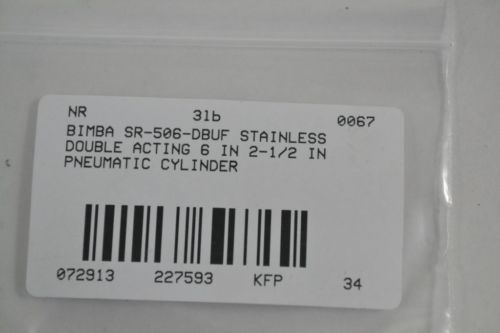 NR 31b 0067
BIMBA SR-506-DBUF STAINLESS
DOUBLE ACTING 6 IN 2-1/2 IN
PNEUMATIC CYLINDER
072913 227593 KFP 34